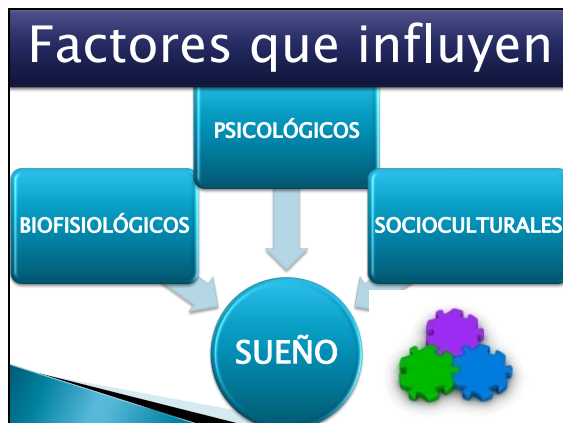 Factores que influyen
PSICOLÓGICOS
BIOFISIOLÓGICOS
SOCIOCULTURALES
SUEÑO